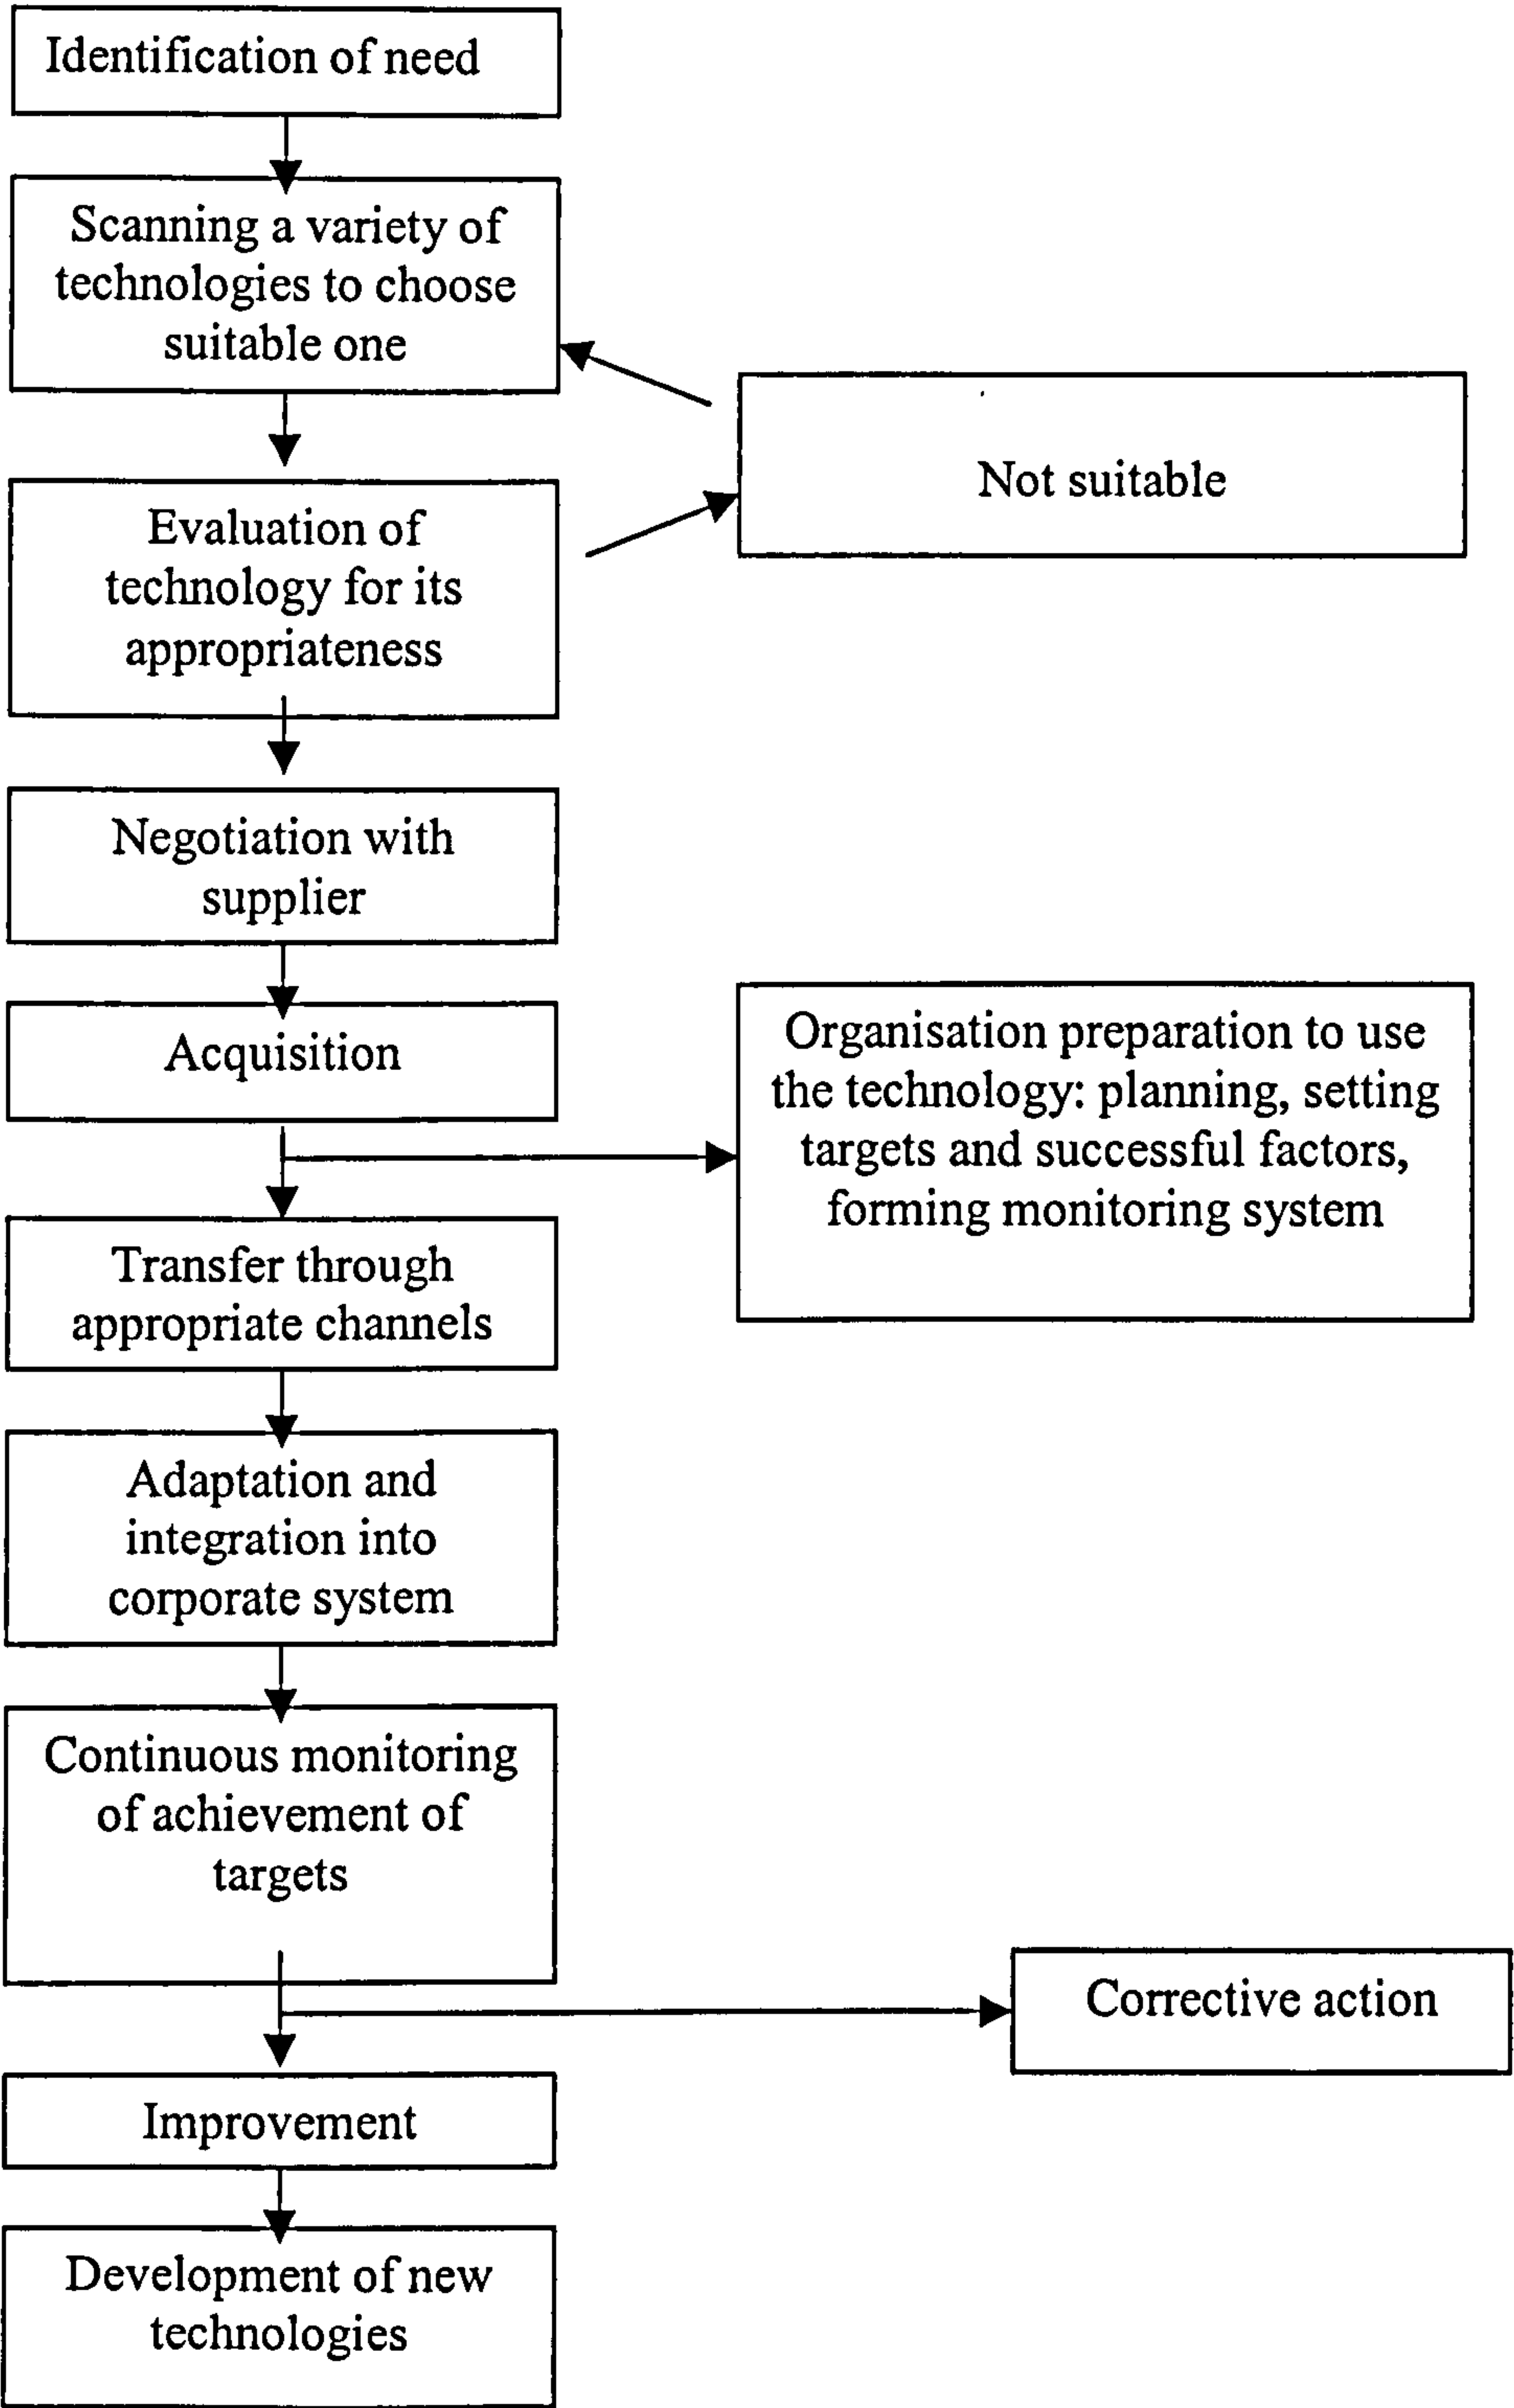 Identification of need
Scanning a variety of
technologies to choose
suitable one
Not suitable
Evaluation of
technology for its
appropriateness
Negotiation with
supplier
Acquisition
Organisation preparation to use
the technology: planning, setting
targets and successful factors,
forming monitoring system
Transfer through
appropriate channels
Adaptation and
integration into
corporate system
Continuous monitoring
of achievement of
targets
Corrective action
Improvement
Development of new
technologies